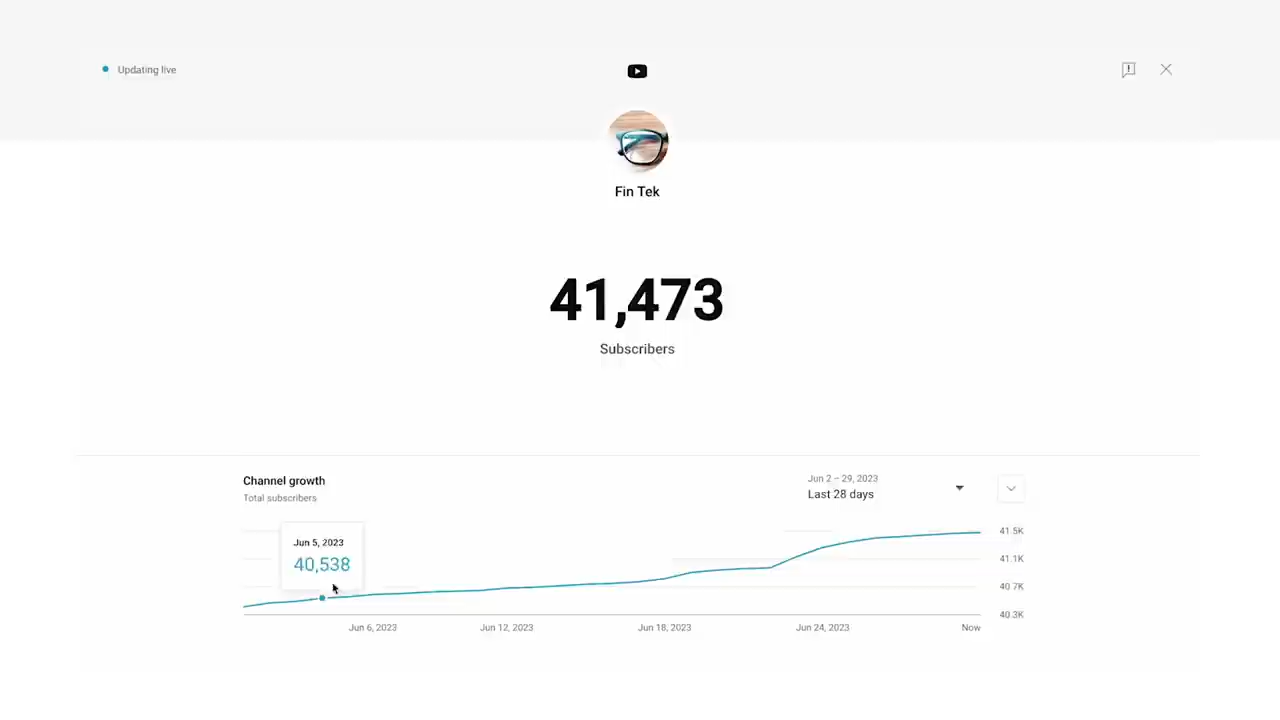 Updating live
Fin Tek
41,473
Subscribers
Channel growth
Total subscribers
Jun 2 – 29, 2023
Last 28 days
Jun 5, 2023
40,538
41.5K
41.1K
40.7K
40.3K
Jun 6, 2023
Jun 12, 2023
Jun 18, 2023
Jun 24, 2023
Now